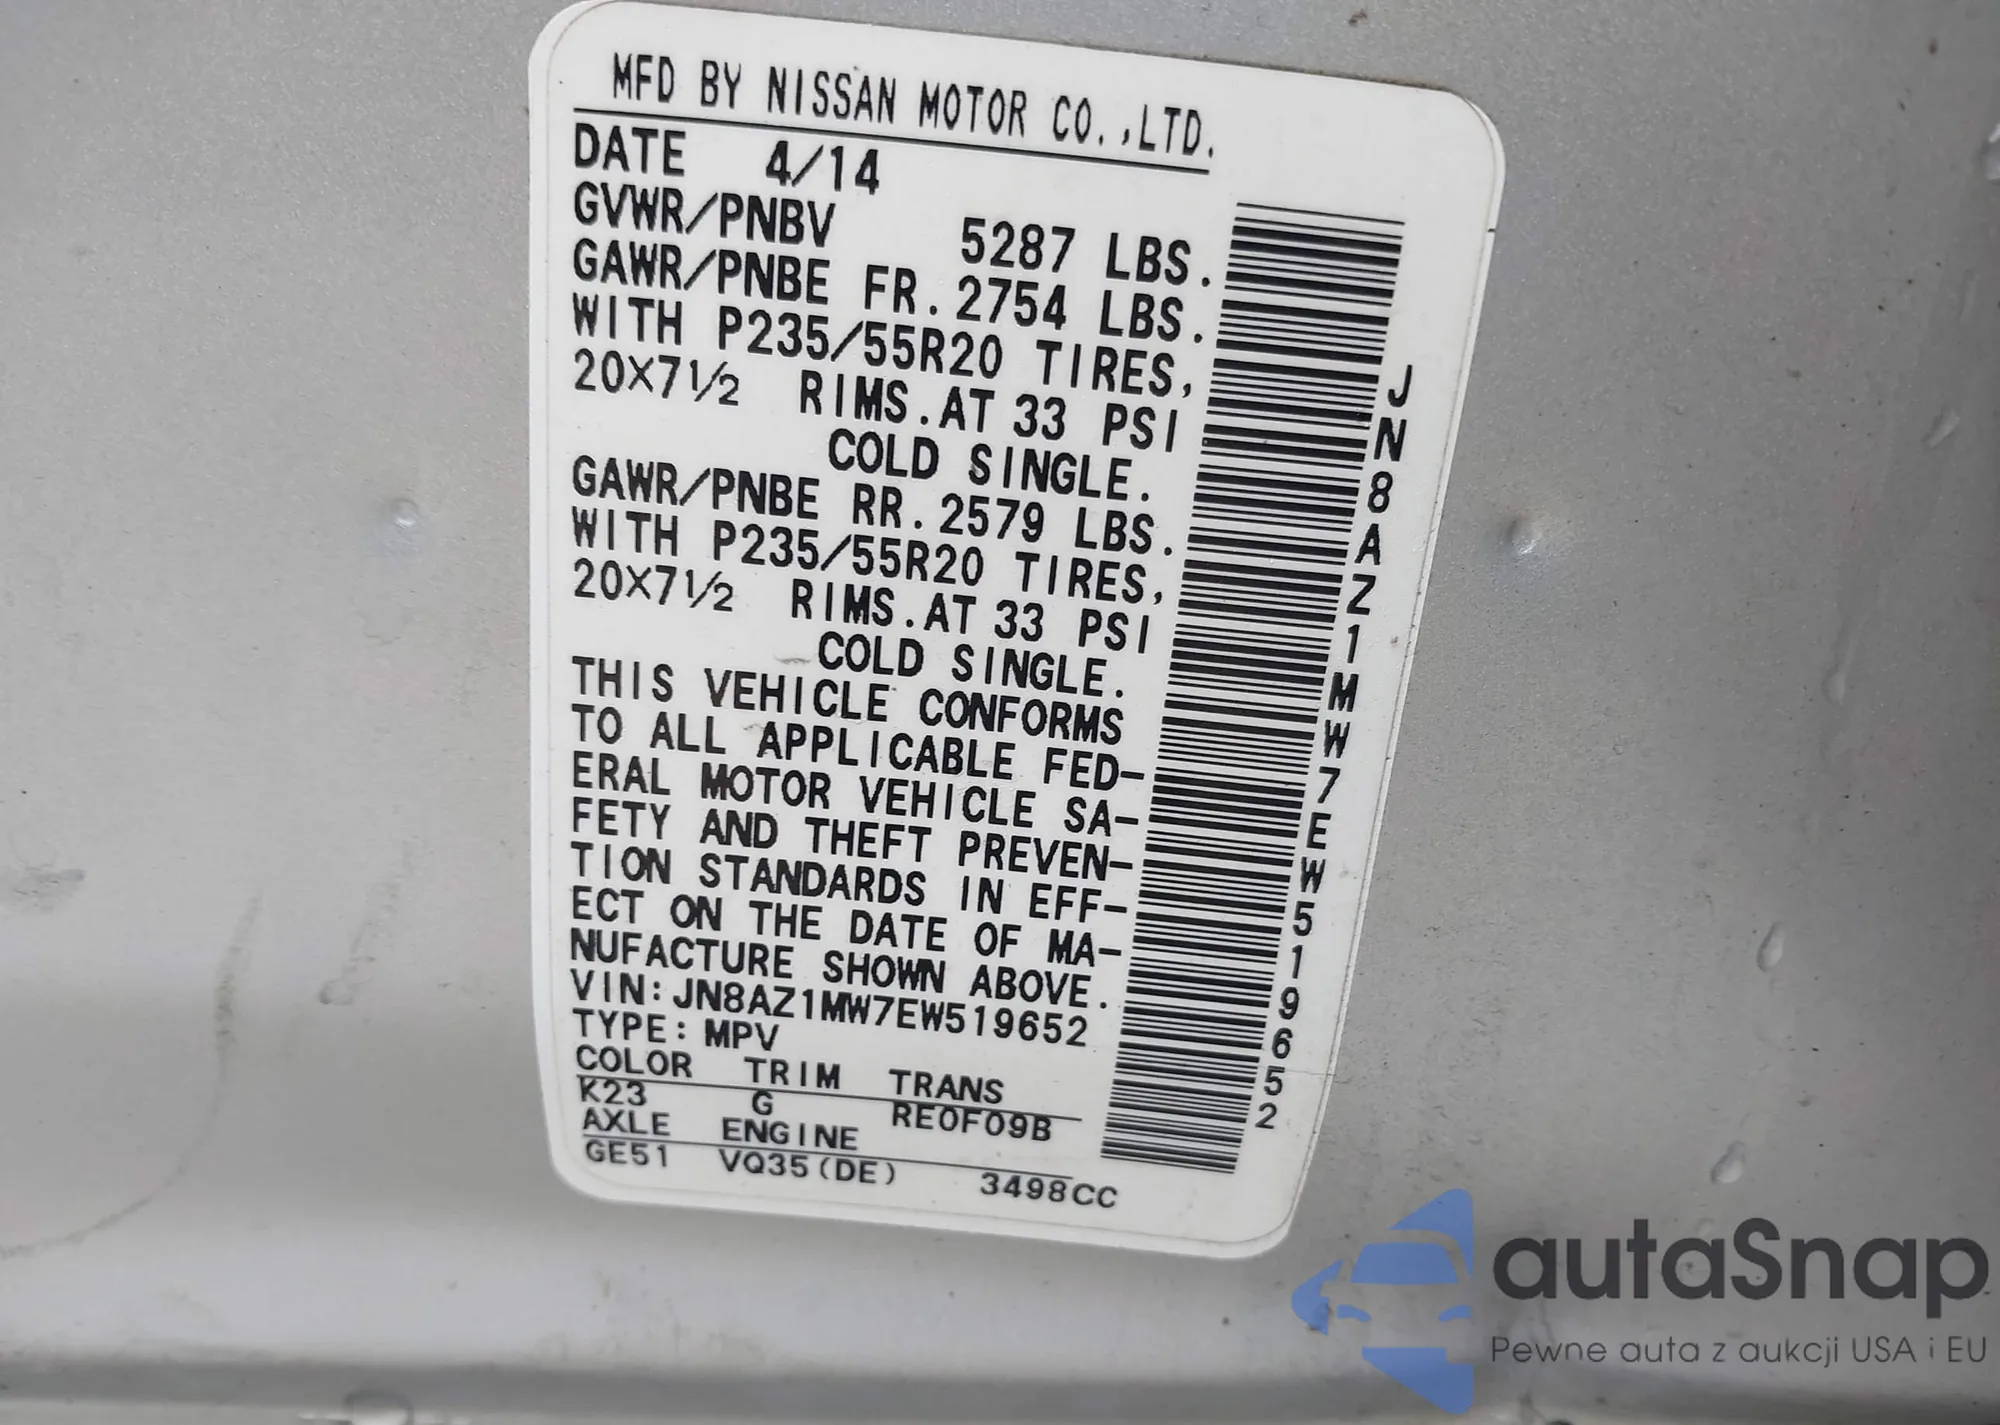 MFD BY NISSAN MOTOR CO.,LTD.
DATE 4/14
GVWR/PNBV 5287 LBS.
GAWR/PNBE FR. 2754 LBS.
WITH P235/55R20 TIRES,
20X7½ RIMS.AT 33 PSI
COLD SINGLE.
GAWR/PNBE RR. 2579 LBS.
WITH P235/55R20 TIRES,
20X7½ RIMS.AT 33 PSI
COLD SINGLE.
THIS VEHICLE CONFORMS
TO ALL APPLICABLE FED-
ERAL MOTOR VEHICLE SA-
FETY AND THEFT PREVEN-
TION STANDARDS IN EFF-
ECT ON THE DATE OF MA-
NUFACTURE SHOWN ABOVE.
VIN:JN8AZ1MW7EW519652
TYPE: MPV
COLOR TRIM TRANS
K23 G RE0F09B
AXLE ENGINE
GE51 VQ35(DE) 3498CC
JN8AZ1MW7EW519652
autaSnap
Pewne auta z aukcji USA i EU